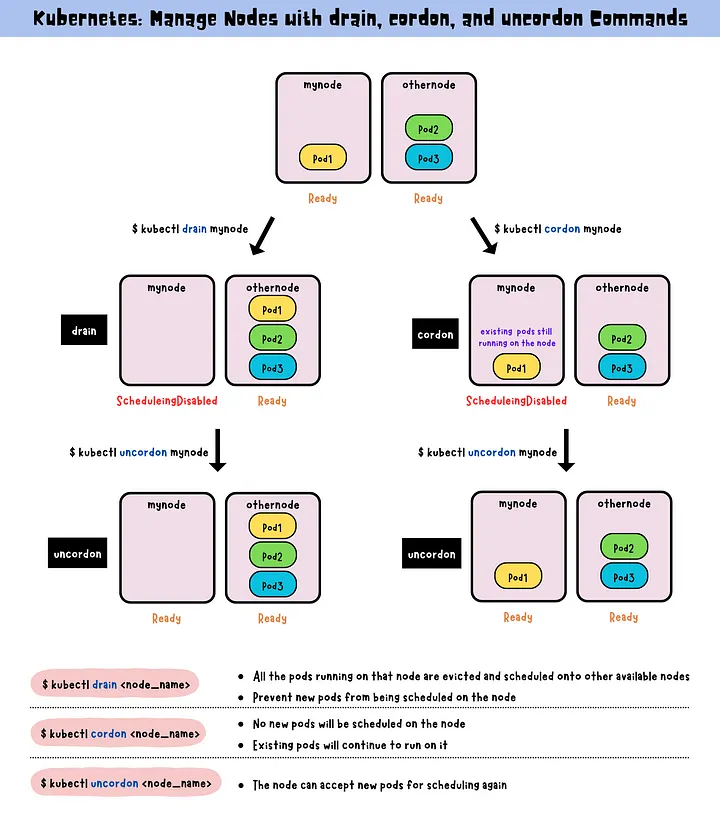 Kubernetes: Manage Nodes with drain, cordon, and uncordon Commands
mynode
othernode
Pod1
Pod2
Pod3
Ready
Ready
$ kubectl drain mynode
$ kubectl cordon mynode
drain
mynode
othernode
Pod1
Pod2
Pod3
ScheduleingDisabled
Ready
cordon
mynode
existing pods still
running on the node
Pod1
othernode
Pod2
Pod3
ScheduleingDisabled
Ready
$ kubectl uncordon mynode
$ kubectl uncordon mynode
uncordon
mynode
othernode
Pod1
Pod2
Pod3
Ready
Ready
uncordon
mynode
Pod1
othernode
Pod2
Pod3
Ready
Ready
$ kubectl drain <node_name>
• All the pods running on that node are evicted and scheduled onto other available nodes
• Prevent new pods from being scheduled on the node
$ kubectl cordon <node_name>
• No new pods will be scheduled on the node
• Existing pods will continue to run on it
$ kubectl uncordon <node_name>
• The node can accept new pods for scheduling again